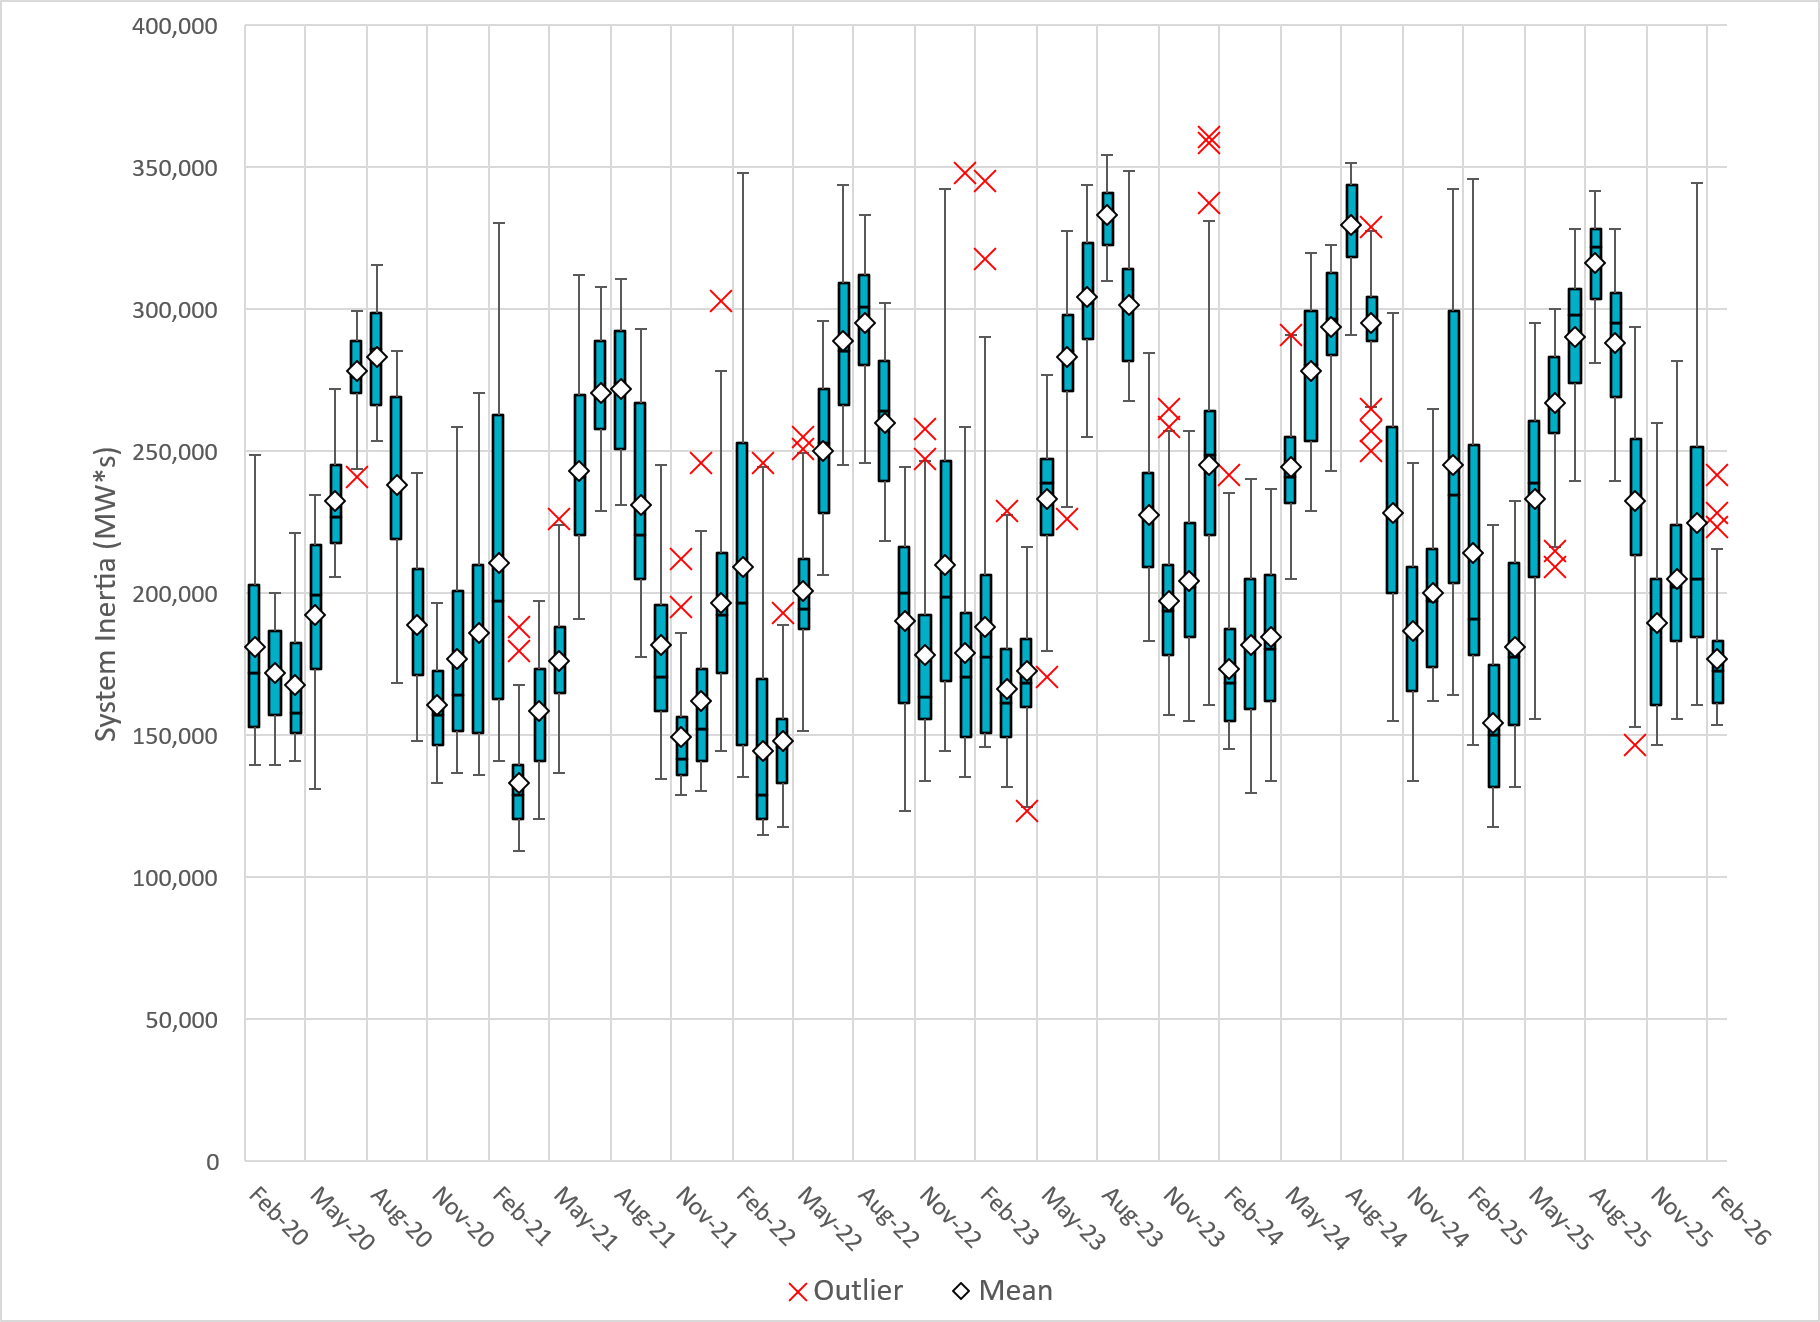 400,000
350,000
300,000
250,000
200,000
150,000
100,000
50,000
0
System Inertia (MW*s)
Feb-20
May-20
Aug-20
Nov-20
Feb-21
May-21
Aug-21
Nov-21
Feb-22
May-22
Aug-22
Nov-22
Feb-23
May-23
Aug-23
Nov-23
Feb-24
May-24
Aug-24
Nov-24
Feb-25
May-25
Aug-25
Nov-25
Feb-26
Outlier
Mean